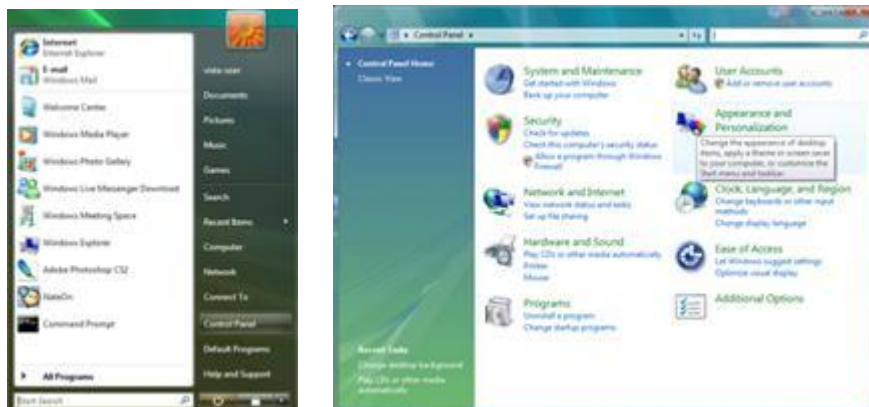 Internet
Internet Explorer
E-mail
Windows Mail
Welcome Center
Windows Media Player
Windows Photo Gallery
Windows Live Messenger Download
Windows Meeting Space
Windows Explorer
Adobe Photoshop CS2
NateOn
Command Prompt
All Programs
Start Search
vista user
Documents
Pictures
Music
Games
Search
Recent Items
Computer
Network
Connect To
Control Panel
Default Programs
Help and Support
Control Panel
Control Panel Home
Classic View
System and Maintenance
Get started with Windows
Back up your computer
Security
Check for updates
Check this computer's security status
Allow a program through Windows
Firewall
Network and Internet
View network status and tasks
Set up file sharing
Hardware and Sound
Play CDs or other media automatically
Printer
Mouse
Programs
Uninstall a program
Change startup programs
User Accounts
Add or remove user accounts
Appearance and
Personalization
Change the appearance of desktop
items, apply a theme or screen saver
to your computer, or customize the
Start menu and taskbar.
Clock, Language, and Region
Change keyboards or other input
methods
Change display language
Ease of Access
Let Windows suggest settings
Optimize visual display
Additional Options
Recent Tasks
Change desktop background
Play CDs or other media
automatically